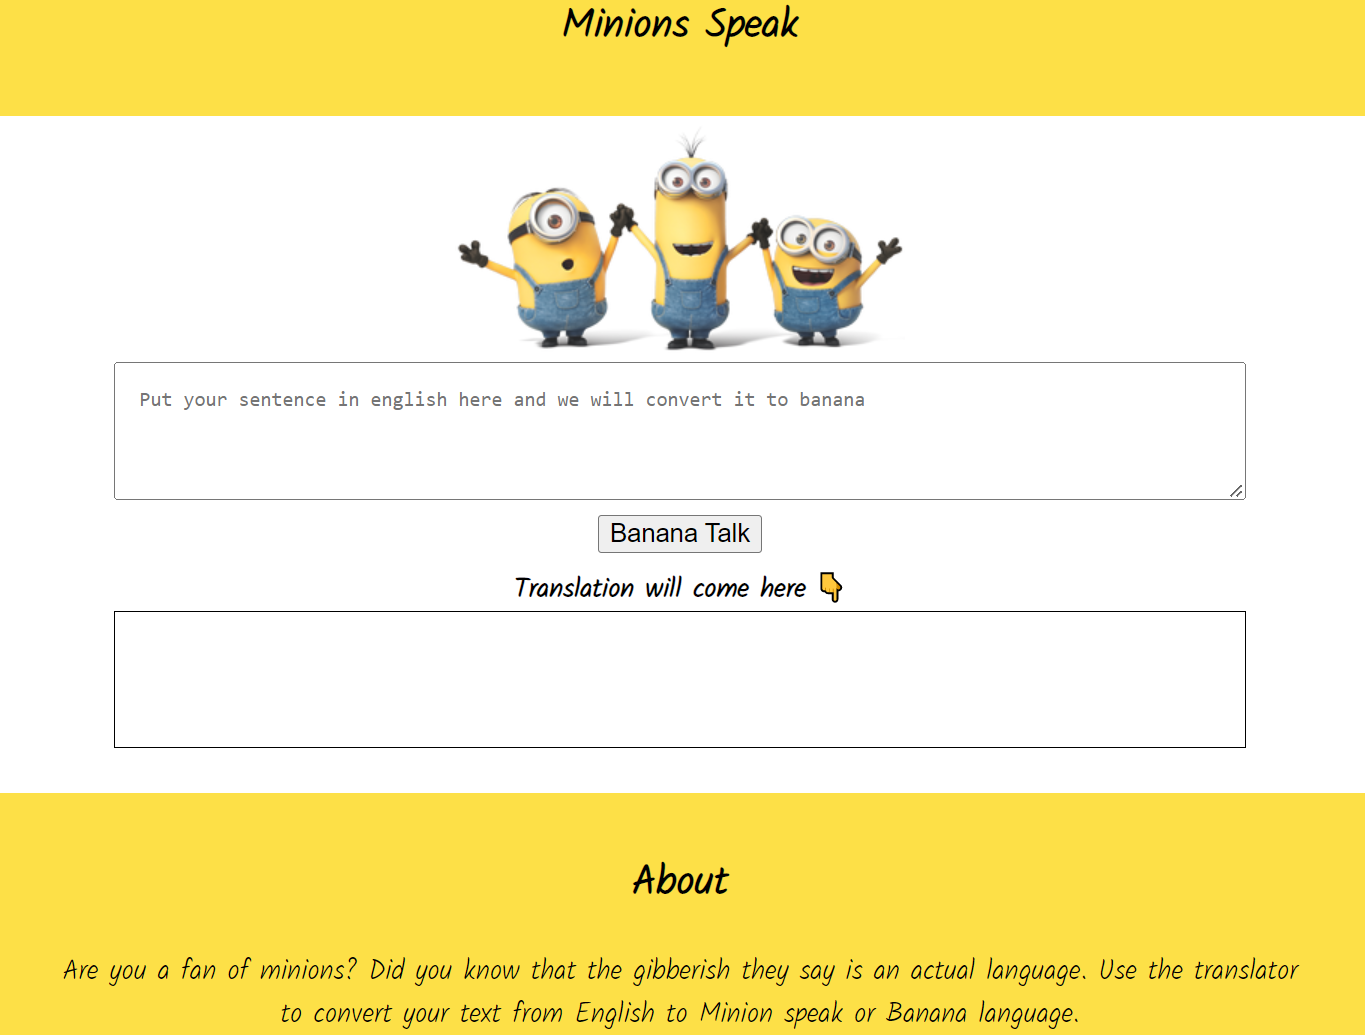 Minions Speak
Put your sentence in english here and we will convert it to banana
Banana Talk
Translation will come here 👇
About
Are you a fan of minions? Did you know that the gibberish they say is an actual language. Use the translator
to convert your text from English to Minion speak or Banana language.